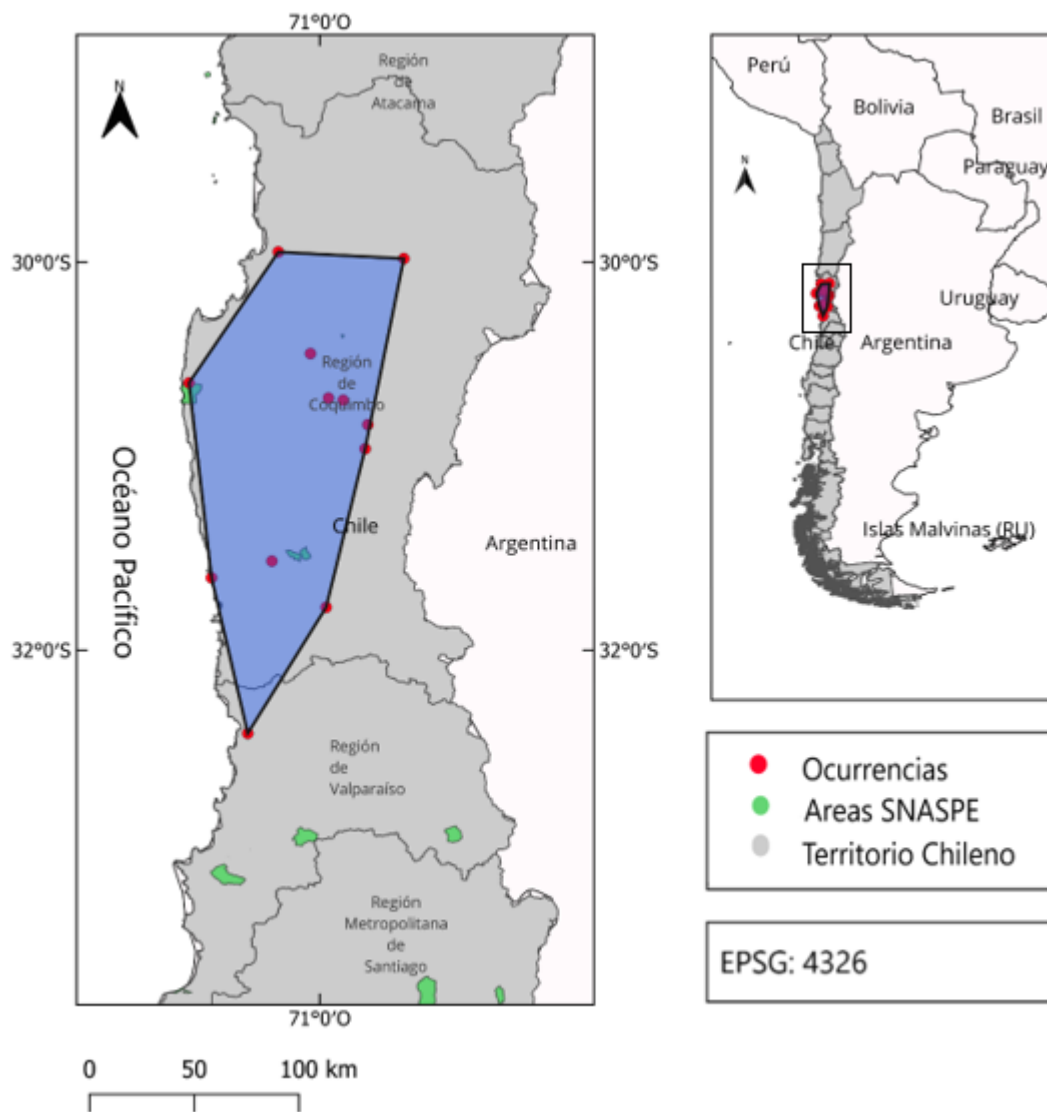 71°0'O
N
Región
de
Atacama
30°0'S
30°0'S
Región
de
Coquimbo
Océano Pacífico
Chile
Argentina
32°0'S
32°0'S
Región
de
Valparaíso
Región
Metropolitana
de
Santiago
71°0'O
0 50 100 km
Perú
Bolivia
Brasil
Paraguay
N
Uruguay
Chile
Argentina
Islas Malvinas (RU)
Ocurrencias
Areas SNASPE
Territorio Chileno
EPSG: 4326